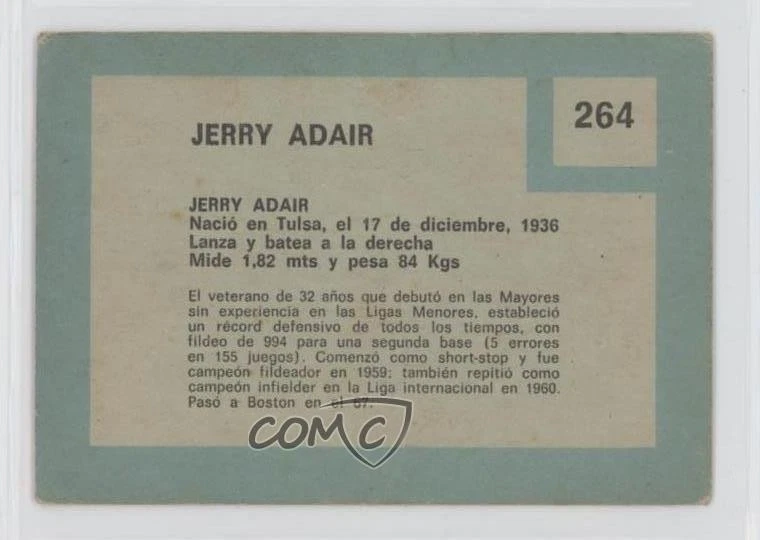 264
JERRY ADAIR
JERRY ADAIR
Nació en Tulsa, el 17 de diciembre, 1936
Lanza y batea a la derecha
Mide 1,82 mts y pesa 84 Kgs
El veterano de 32 años que debutó en las Mayores
sin experiencia en las Ligas Menores, estableció
un récord defensivo de todos los tiempos, con
fildeo de 994 para una segunda base (5 errores
en 155 juegos). Comenzó como short-stop y fue
campeón fildeador en 1959; también repitió como
campeón infielder en la Liga internacional en 1960.
Pasó a Boston en el 67.
COMC